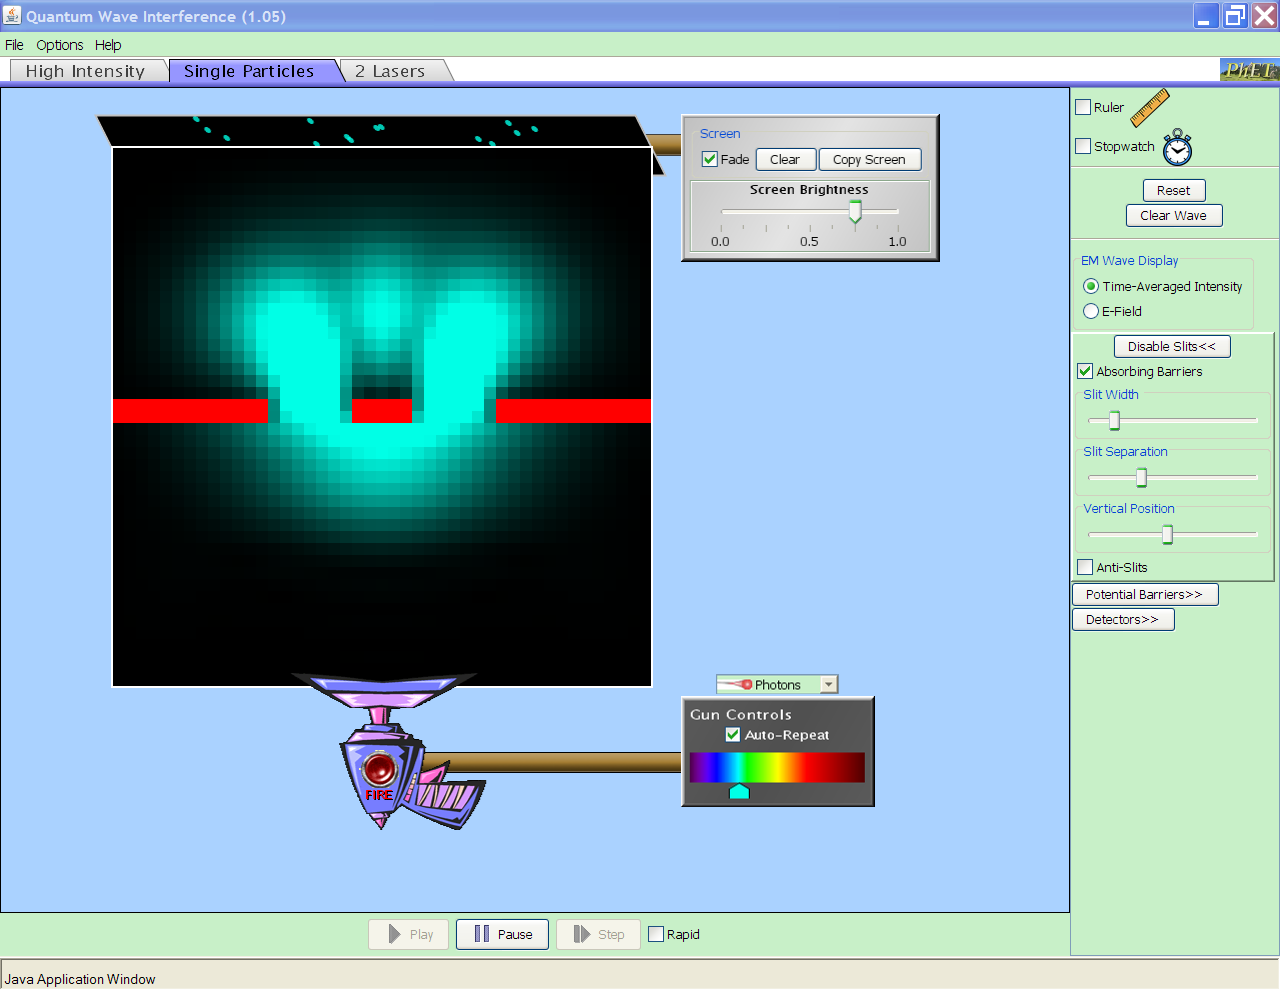 Quantum Wave Interference (1.05)
File Options Help
High Intensity Single Particles 2 Lasers
PhET
Screen
Fade Clear Copy Screen
Screen Brightness
0.0 0.5 1.0
Ruler
Stopwatch
Reset
Clear Wave
EM Wave Display
Time-Averaged Intensity
E-Field
Disable Slits<<
Absorbing Barriers
Slit Width
Slit Separation
Vertical Position
Anti-Slits
Potential Barriers>>
Detectors>>
Photons
Gun Controls
Auto-Repeat
FIRE
Play Pause Step Rapid
Java Application Window